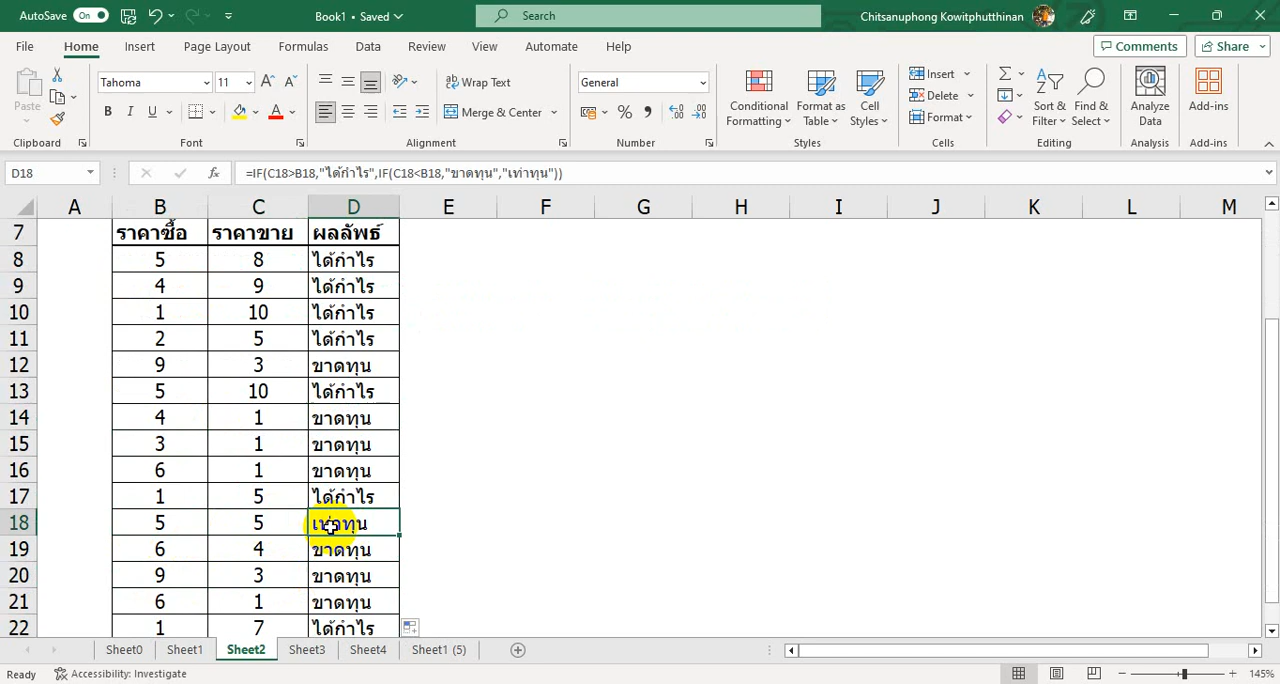 AutoSave On Book1 • Saved Search Chitsanuphong Kowitphutthinan
File Home Insert Page Layout Formulas Data Review View Automate Help Comments Share
Paste Tahoma 11 Wrap Text General Conditional Formatting Format as Table Cell Styles Insert Sort & Filter Find & Select Analyze Data Add-ins
B I U A Merge & Center % Delete
Format
Clipboard Font Alignment Number Styles Cells Editing Analysis Add-ins
D18 fx =IF(C18>B18,"ได้กำไร",IF(C18<B18,"ขาดทุน","เท่าทุน"))
A B C D E F G H I J K L M
7 ราคาซื้อ ราคาขาย ผลลัพธ์
8 5 8 ได้กำไร
9 4 9 ได้กำไร
10 1 10 ได้กำไร
11 2 5 ได้กำไร
12 9 3 ขาดทุน
13 5 10 ได้กำไร
14 4 1 ขาดทุน
15 3 1 ขาดทุน
16 6 1 ขาดทุน
17 1 5 ได้กำไร
18 5 5 เท่าทุน
19 6 4 ขาดทุน
20 9 3 ขาดทุน
21 6 1 ขาดทุน
22 1 7 ได้กำไร
Sheet0 Sheet1 Sheet2 Sheet3 Sheet4 Sheet1 (5)
Ready Accessibility: Investigate 145%